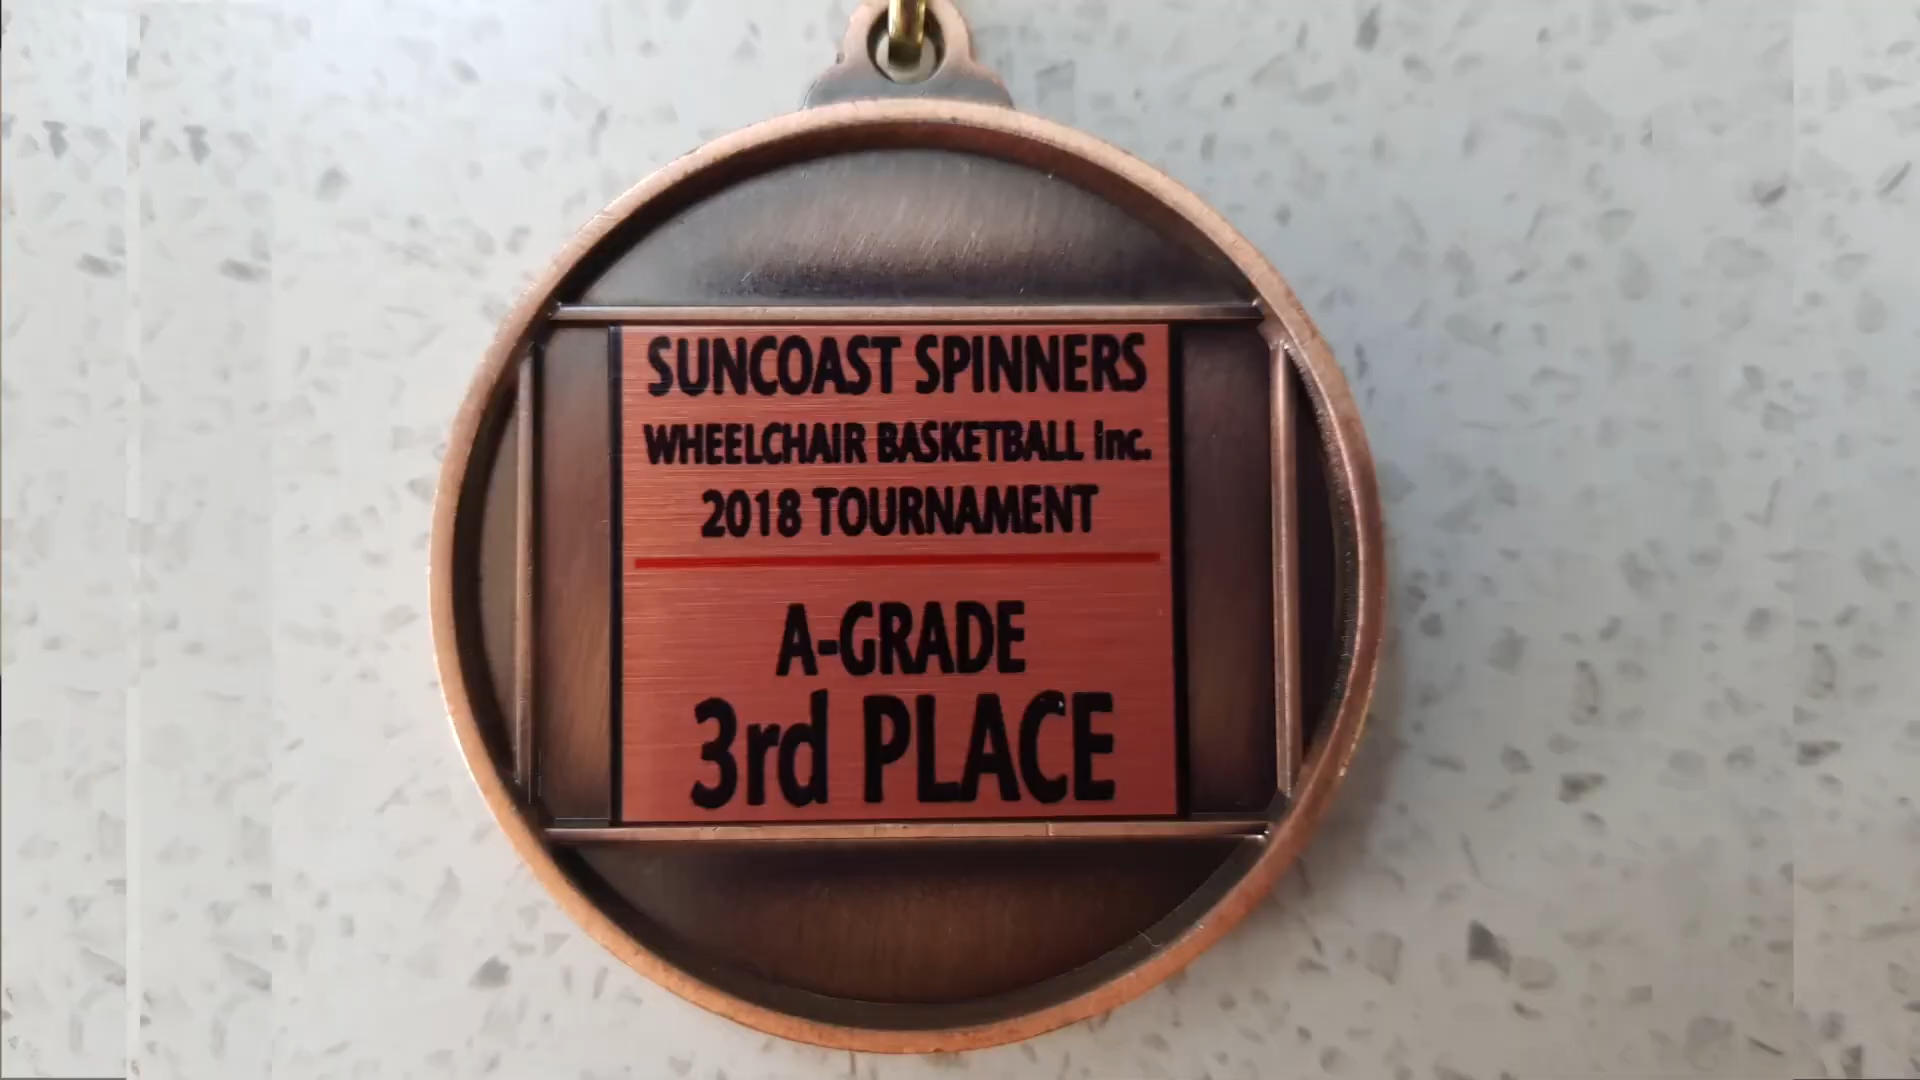 SUNCOAST SPINNERS
WHEELCHAIR BASKETBALL Inc.
2018 TOURNAMENT
A-GRADE
3rd PLACE